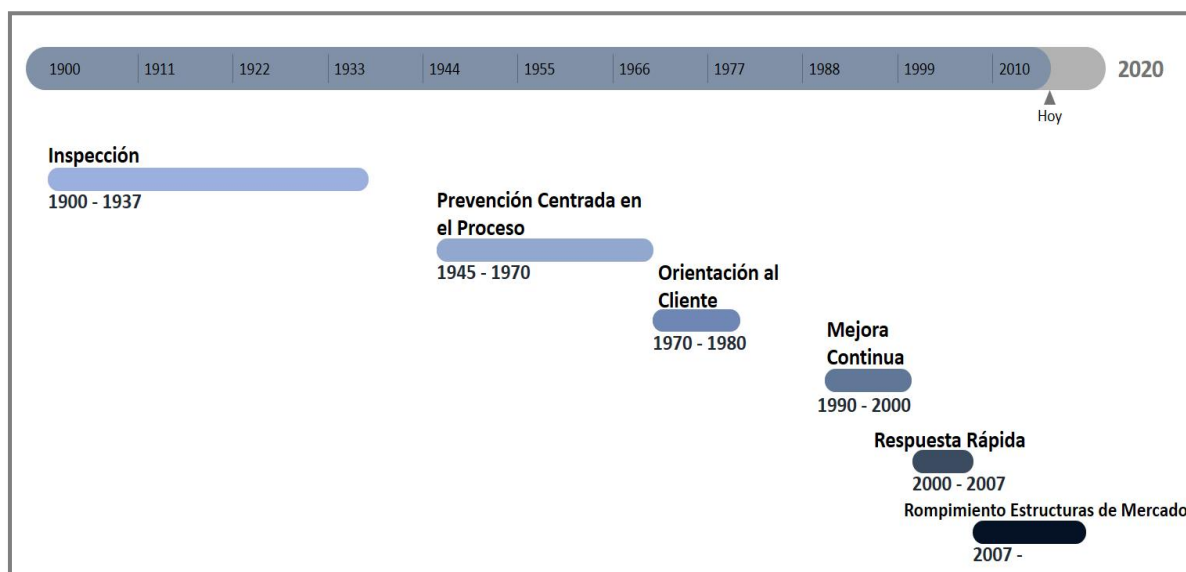 1900 1911 1922 1933 1944 1955 1966 1977 1988 1999 2010 2020
Hoy
Inspección
1900 - 1937
Prevención Centrada en
el Proceso
1945 - 1970
Orientación al
Cliente
1970 - 1980
Mejora
Continua
1990 - 2000
Respuesta Rápida
2000 - 2007
Rompimiento Estructuras de Mercado
2007 -